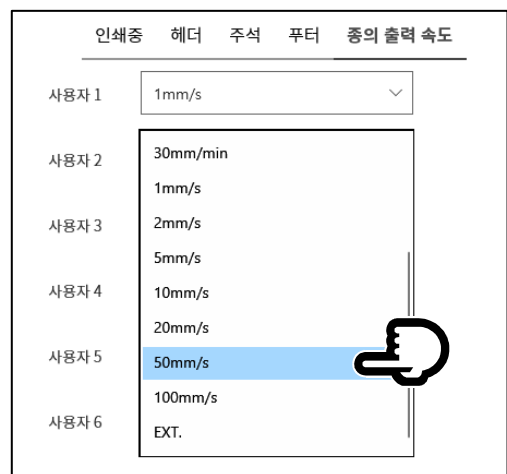 인쇄중 헤더 주석 푸터 종의 출력 속도
사용자 1 1mm/s
사용자 2 30mm/min
1mm/s
사용자 3 2mm/s
5mm/s
사용자 4 10mm/s
20mm/s
사용자 5 50mm/s
100mm/s
사용자 6 EXT.